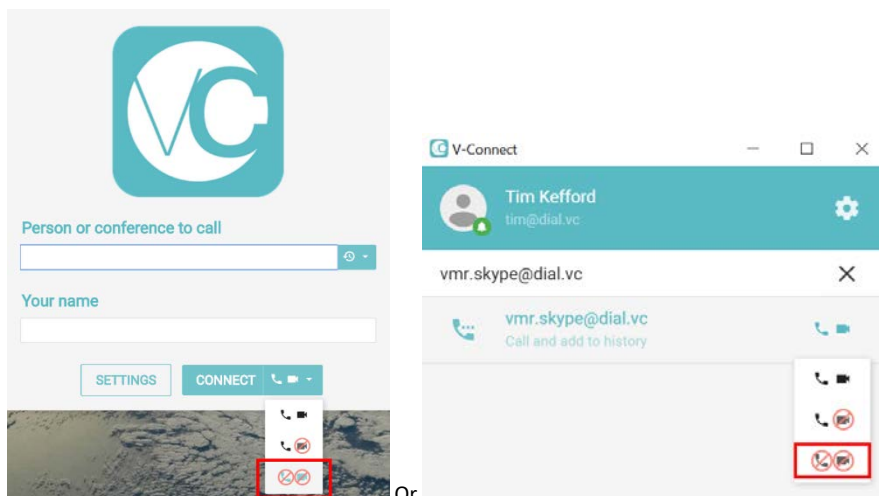 VC
Person or conference to call
Your name
SETTINGS
CONNECT
Or
V-Connect
Tim Kefford
tim@dial.vc
vmr.skype@dial.vc
vmr.skype@dial.vc
Call and add to history